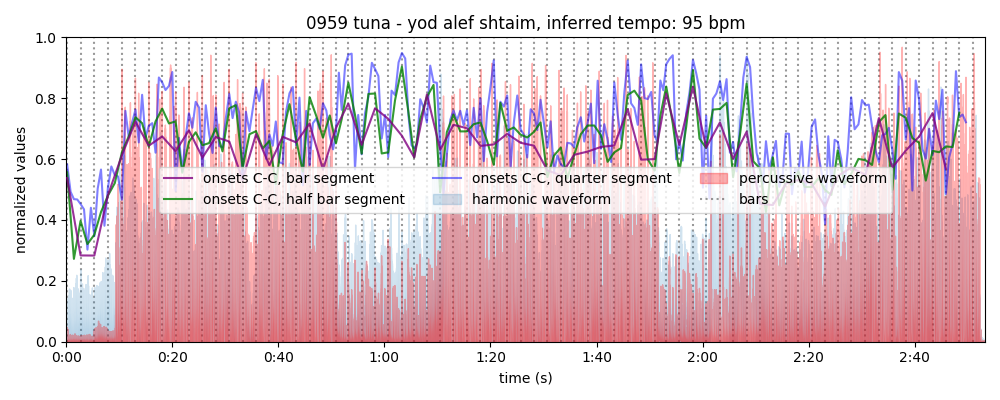 0959 tuna - yod alef shtaim, inferred tempo: 95 bpm
normalized values
1.0
0.8
0.6
0.4
0.2
0.0
onsets C-C, bar segment
onsets C-C, half bar segment
onsets C-C, quarter segment
harmonic waveform
percussive waveform
bars
0:00 0:20 0:40 1:00 1:20 1:40 2:00 2:20 2:40
time (s)